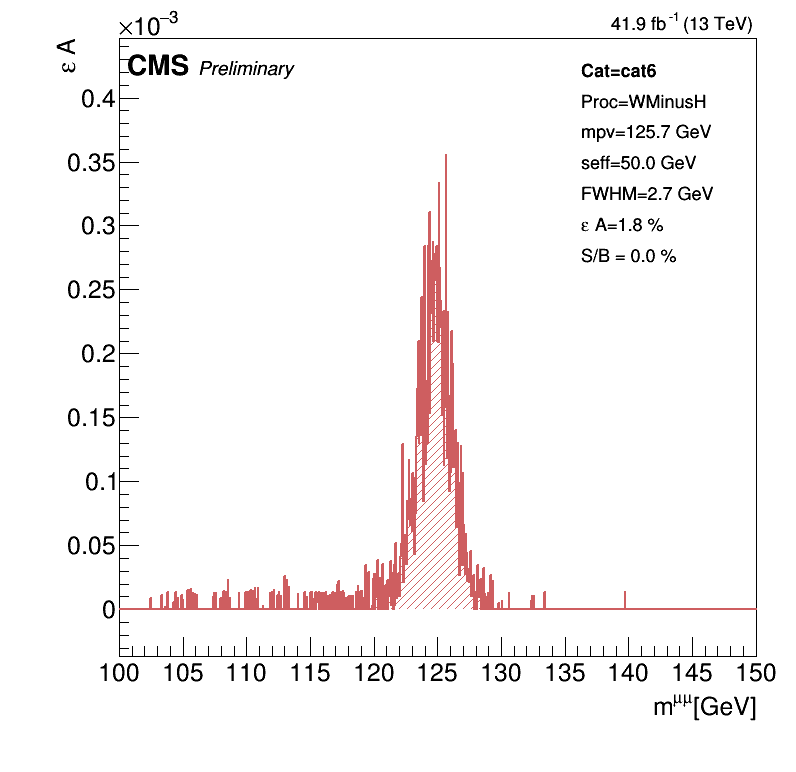 ×10⁻³
41.9 fb⁻¹ (13 TeV)
ε A
CMS Preliminary
Cat=cat6
Proc=WMinusH
mpv=125.7 GeV
seff=50.0 GeV
FWHM=2.7 GeV
ε A=1.8 %
S/B = 0.0 %
0.4
0.35
0.3
0.25
0.2
0.15
0.1
0.05
0
100 105 110 115 120 125 130 135 140 145 150
m^μμ[GeV]